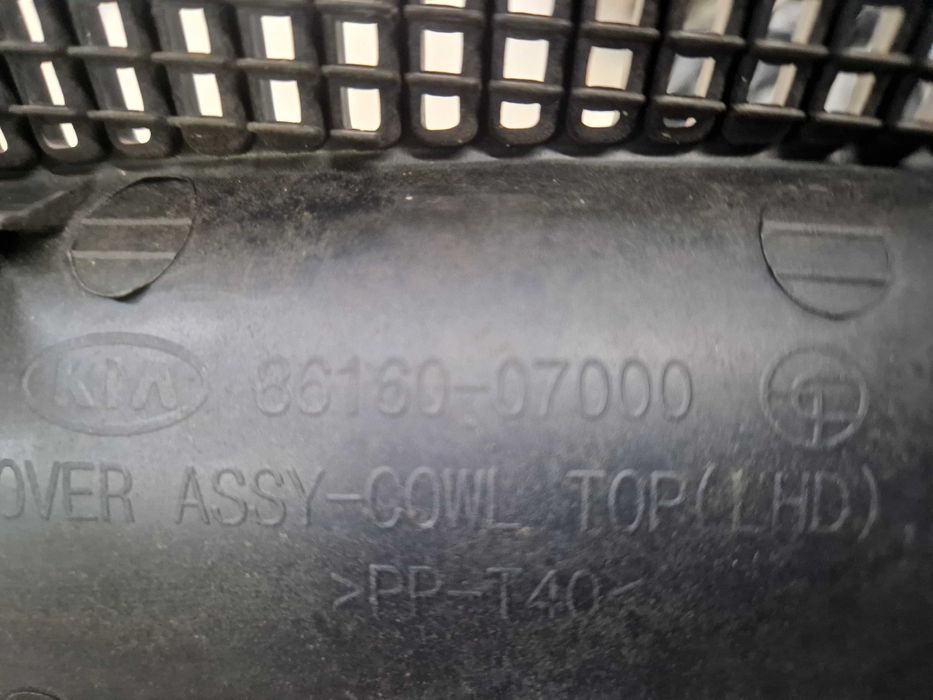 KIA 86160-07000
OVER ASSY-COWL TOP(LHD)
>PP-T40<